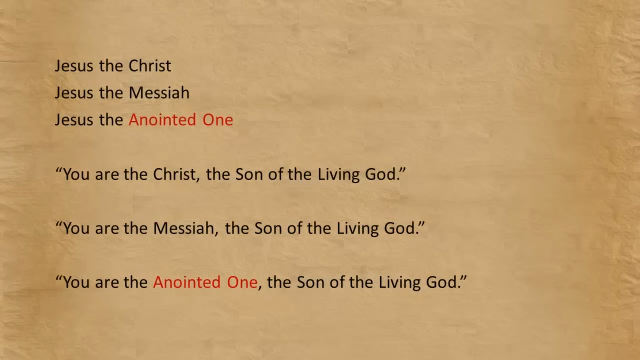 Jesus the Christ
Jesus the Messiah
Jesus the Anointed One
“You are the Christ, the Son of the Living God.”
“You are the Messiah, the Son of the Living God.”
“You are the Anointed One, the Son of the Living God.”